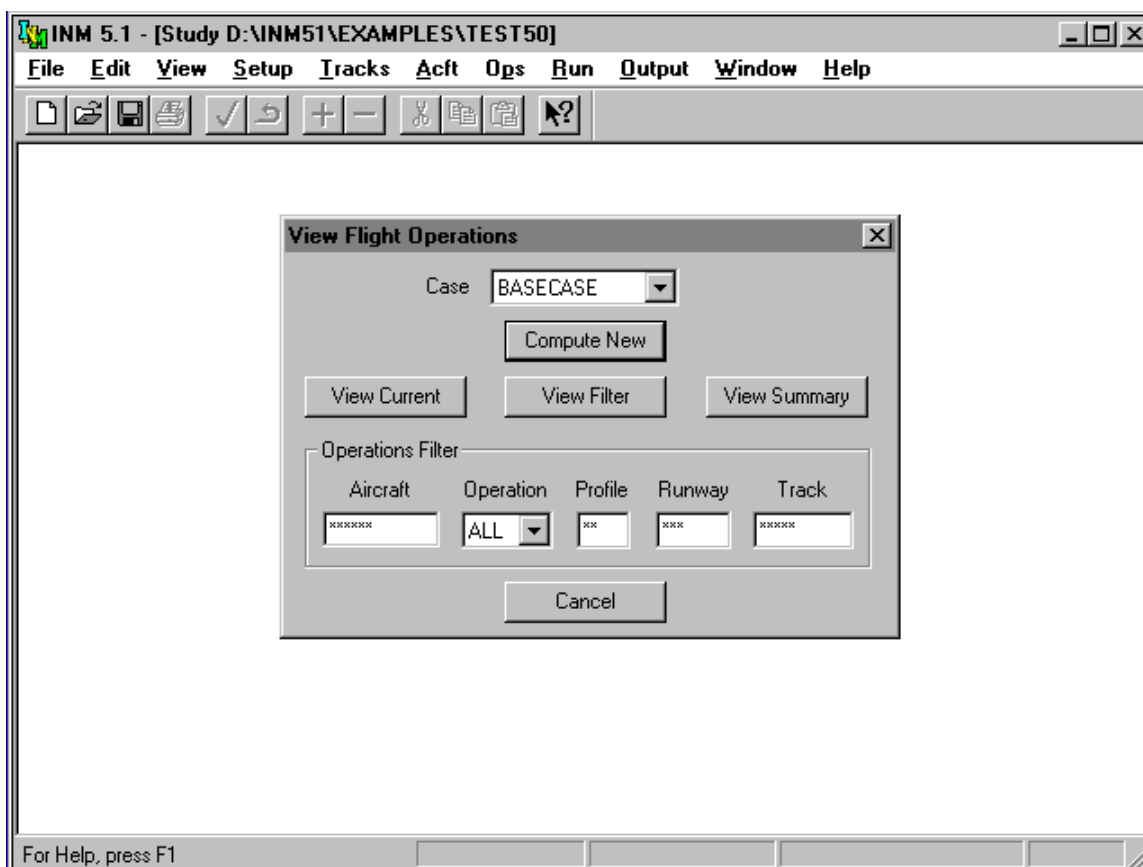 INM 5.1 - [Study D:\INM51\EXAMPLES\TEST50]
File Edit View Setup Tracks Acft Ops Run Output Window Help
View Flight Operations
Case BASECASE
Compute New
View Current View Filter View Summary
Operations Filter
Aircraft Operation Profile Runway Track
****** ALL ** *** *****
Cancel
For Help, press F1